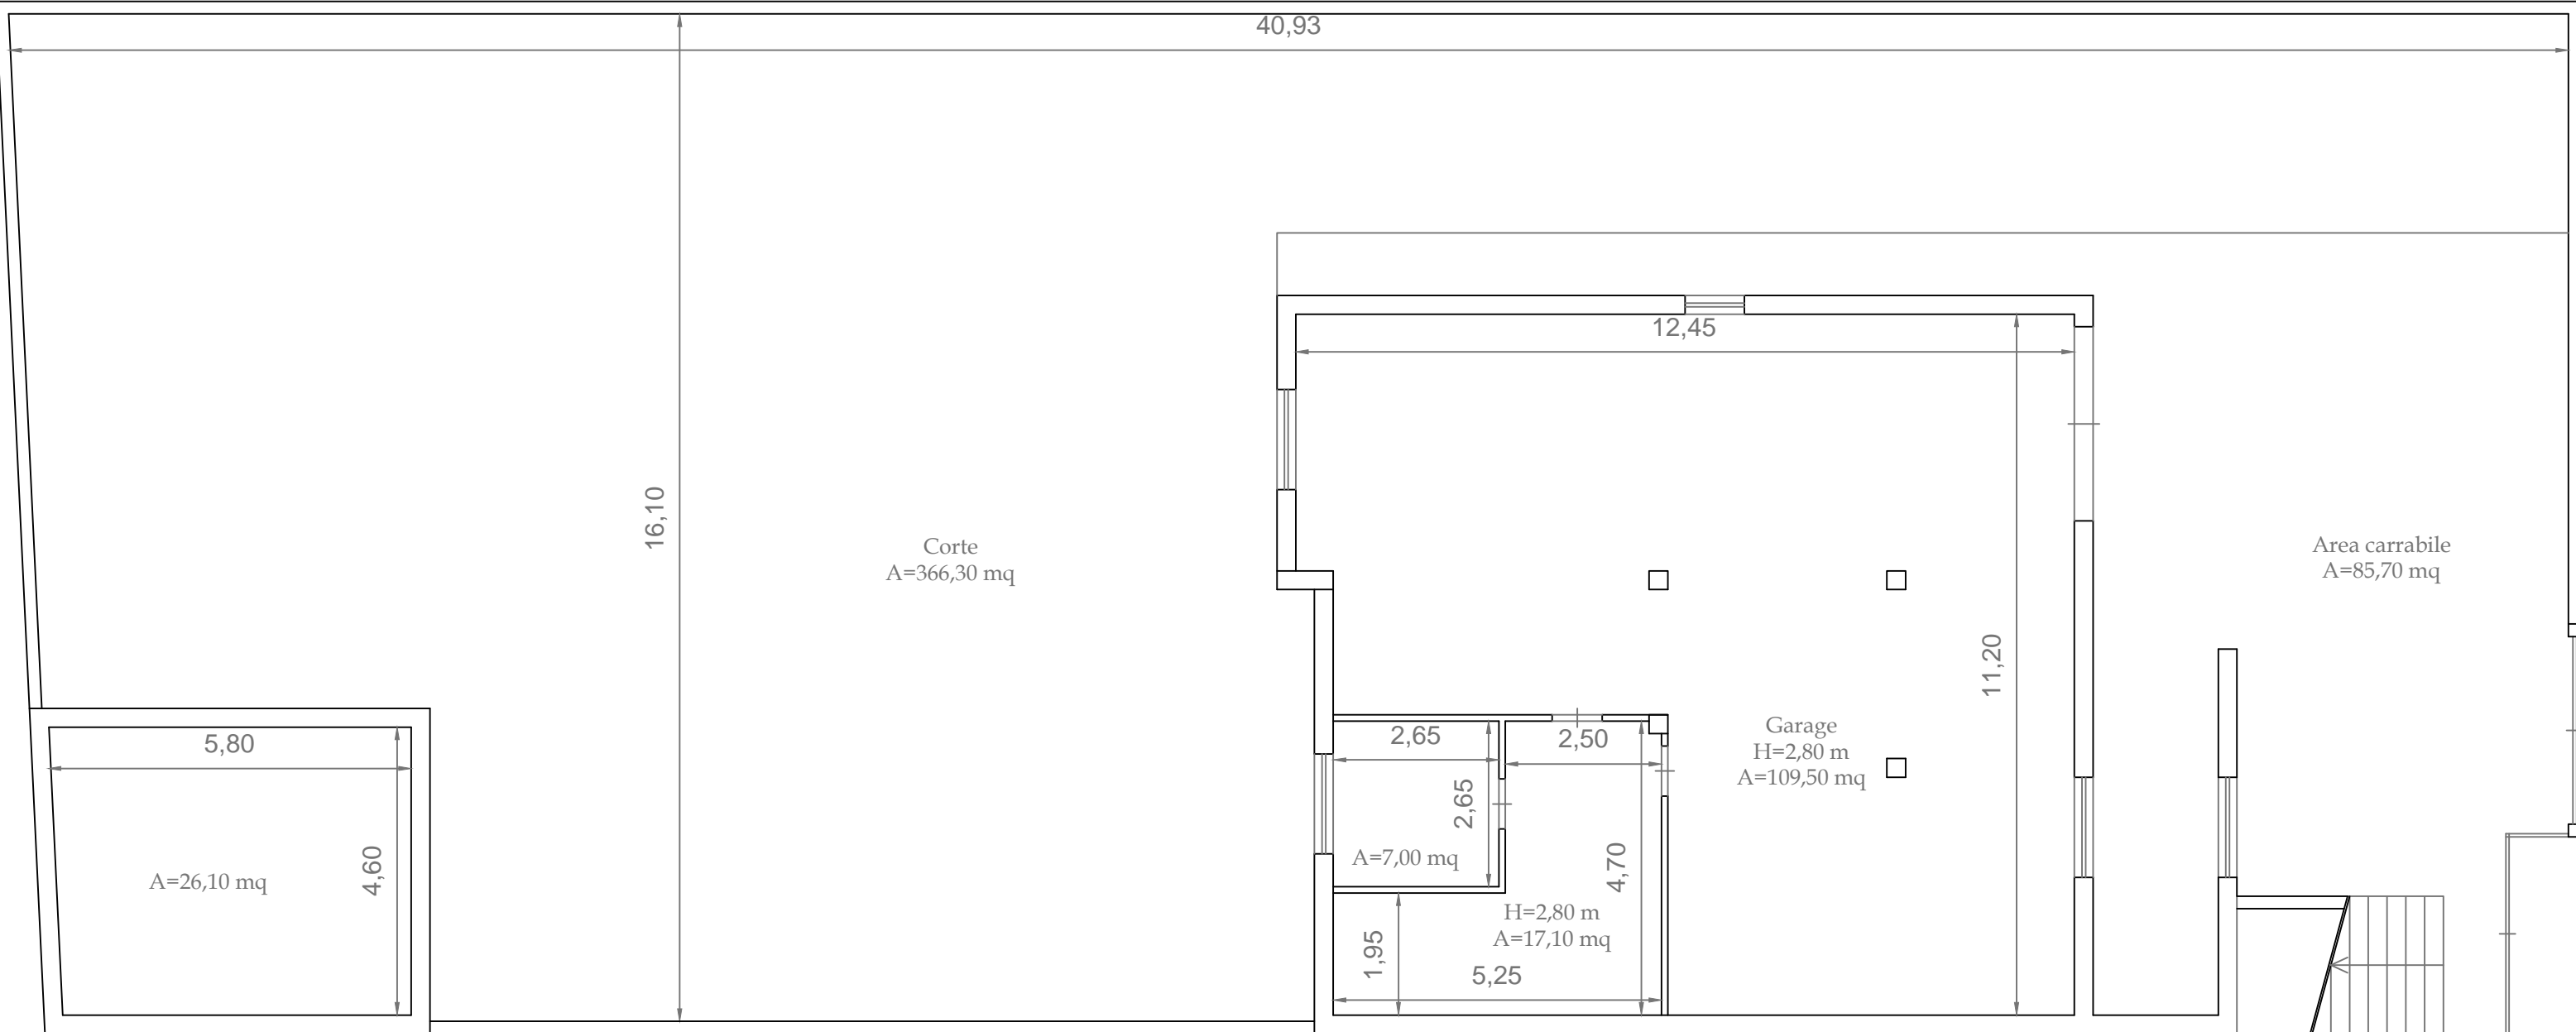 40,93
12,45
16,10
Corte
A=366,30 mq
Area carrabile
A=85,70 mq
11,20
Garage
H=2,80 m
A=109,50 mq
5,80
2,65
2,50
2,65
A=7,00 mq
4,70
4,60
A=26,10 mq
H=2,80 m
A=17,10 mq
1,95
5,25